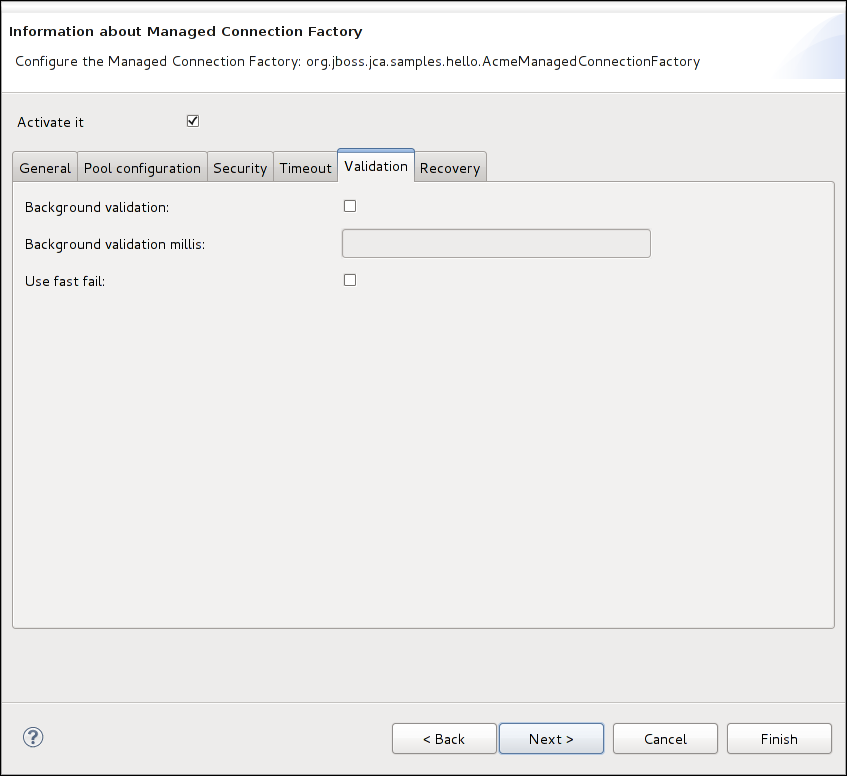 Information about Managed Connection Factory
Configure the Managed Connection Factory: org.jboss.jca.samples.hello.AcmeManagedConnectionFactory
Activate it
General Pool configuration Security Timeout Validation Recovery
Background validation:
Background validation millis:
Use fast fail:
? < Back Next > Cancel Finish